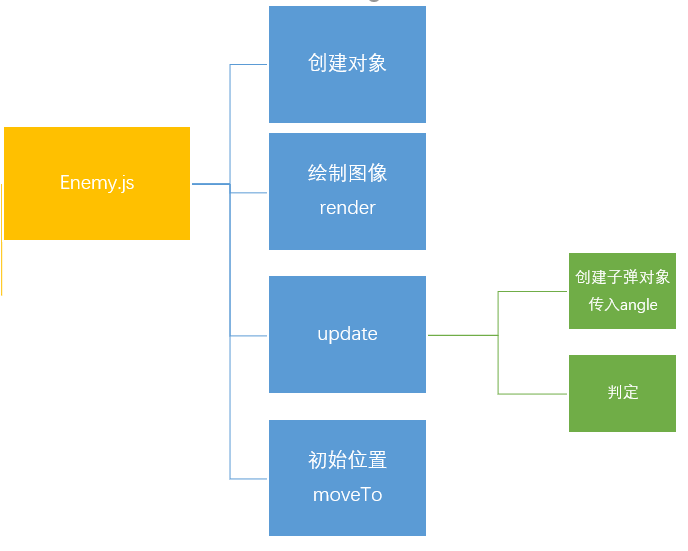 Enemy.js
创建对象
绘制图像
render
update
创建子弹对象
传入angle
判定
初始位置
moveTo